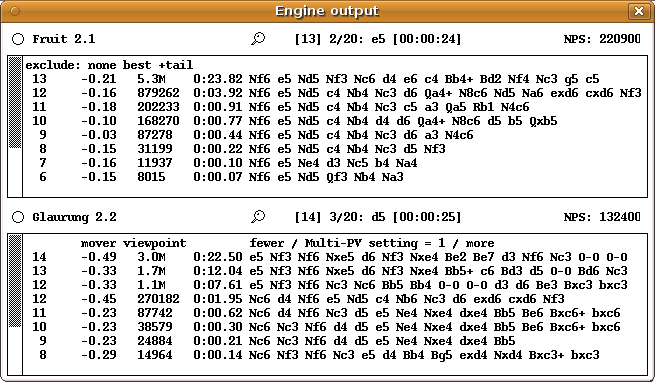 Engine output
Fruit 2.1 [13] 2/20: e5 [00:00:24] NPS: 220900
exclude: none best +tail
13 -0.21 5.3M 0:23.82 Nf6 e5 Nd5 Nf3 Nc6 d4 e6 c4 Bb4+ Bd2 Nf4 Nc3 g5 c5
12 -0.16 879262 0:03.92 Nf6 e5 Nd5 c4 Nb4 Nc3 d6 Qa4+ N8c6 Nd5 Na6 exd6 cxd6 Nf3
11 -0.18 202233 0:00.91 Nf6 e5 Nd5 c4 Nb4 Nc3 c5 a3 Qa5 Rb1 N4c6
10 -0.10 168270 0:00.77 Nf6 e5 Nd5 c4 Nb4 d4 d6 Qa4+ N8c6 d5 b5 Qxb5
9 -0.03 87278 0:00.44 Nf6 e5 Nd5 c4 Nb4 Nc3 d6 a3 N4c6
8 -0.15 31199 0:00.22 Nf6 e5 Nd5 c4 Nb4 Nc3 d5 Nf3
7 -0.16 11937 0:00.10 Nf6 e5 Ne4 d3 Nc5 b4 Na4
6 -0.15 8015 0:00.07 Nf6 e5 Nd5 Qf3 Nb4 Na3
Glaurung 2.2 [14] 3/20: d5 [00:00:25] NPS: 132400
mover viewpoint fewer / Multi-PV setting = 1 / more
14 -0.49 3.0M 0:22.50 e5 Nf3 Nf6 Nxe5 d6 Nf3 Nxe4 Be2 Be7 d3 Nf6 Nc3 0-0 0-0
13 -0.33 1.7M 0:12.04 e5 Nf3 Nf6 Nxe5 d6 Nf3 Nxe4 Bb5+ c6 Bd3 d5 0-0 Bd6 Nc3
12 -0.33 1.1M 0:07.61 e5 Nf3 Nf6 Nc3 Nc6 Bb5 Bb4 0-0 0-0 d3 d6 Be3 Bxc3 bxc3
12 -0.45 270182 0:01.95 Nc6 d4 Nf6 e5 Nd5 c4 Nb6 Nc3 d6 exd6 cxd6 Nf3
11 -0.23 87742 0:00.62 Nc6 d4 Nf6 Nc3 d5 e5 Ne4 Nxe4 dxe4 Bb5 Be6 Bxc6+ bxc6
10 -0.23 38579 0:00.30 Nc6 Nc3 Nf6 d4 d5 e5 Ne4 Nxe4 dxe4 Bb5 Be6 Bxc6+ bxc6
9 -0.23 24884 0:00.21 Nc6 d4 Nf6 Nc3 d5 e5 Ne4 Nxe4 dxe4 Bb5
8 -0.29 14964 0:00.14 Nc6 Nf3 Nf6 Nc3 e5 d4 Bb4 Bg5 exd4 Nxd4 Bxc3+ bxc3